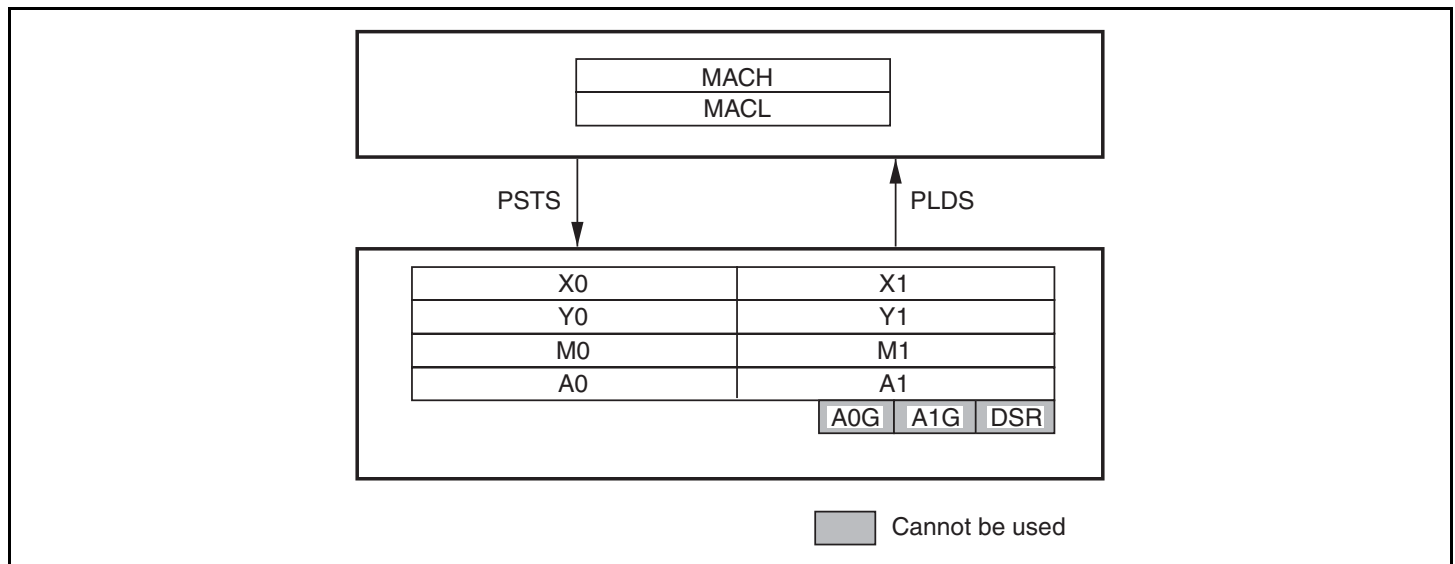 MACH
MACL
PSTS PLDS
X0 X1
Y0 Y1
M0 M1
A0 A1
A0G A1G DSR
Cannot be used